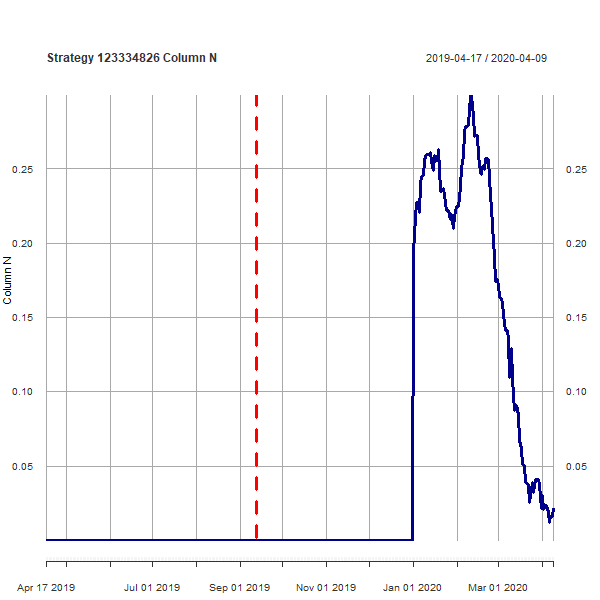 Strategy 123334826 Column N
2019-04-17 / 2020-04-09
0.25
0.25
0.20
0.20
Column N
0.15
0.15
0.10
0.10
0.05
0.05
Apr 17 2019
Jul 01 2019
Sep 01 2019
Nov 01 2019
Jan 01 2020
Mar 01 2020